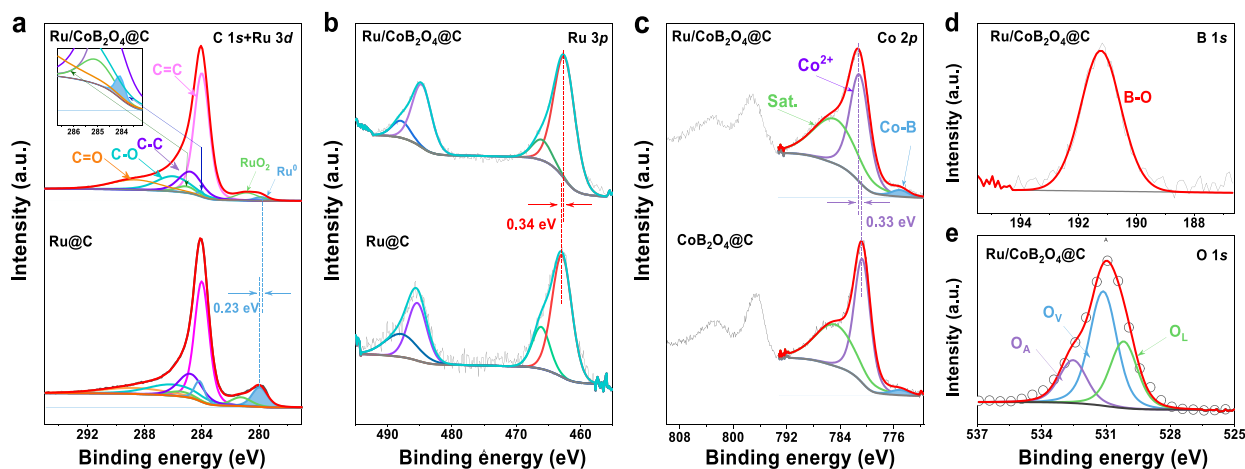 a
Ru/CoB₂O₄@C
C 1s+Ru 3d
286 285 284
C=C
C=O
C-O
C-C
RuO₂
Ru⁰
Ru@C
0.23 eV
292 288 284 280
Binding energy (eV)
Intensity (a.u.)
b
Ru/CoB₂O₄@C
Ru 3p
0.34 eV
Ru@C
490 480 470 460
Binding energy (eV)
Intensity (a.u.)
c
Ru/CoB₂O₄@C
Co 2p
Co²⁺
Sat.
Co-B
0.33 eV
CoB₂O₄@C
808 800 792 784 776
Binding energy (eV)
Intensity (a.u.)
d
Ru/CoB₂O₄@C
B 1s
B-O
194 192 190 188
Intensity (a.u.)
e
Ru/CoB₂O₄@C
O 1s
O_A
O_V
O_L
537 534 531 528 525
Binding energy (eV)
Intensity (a.u.)